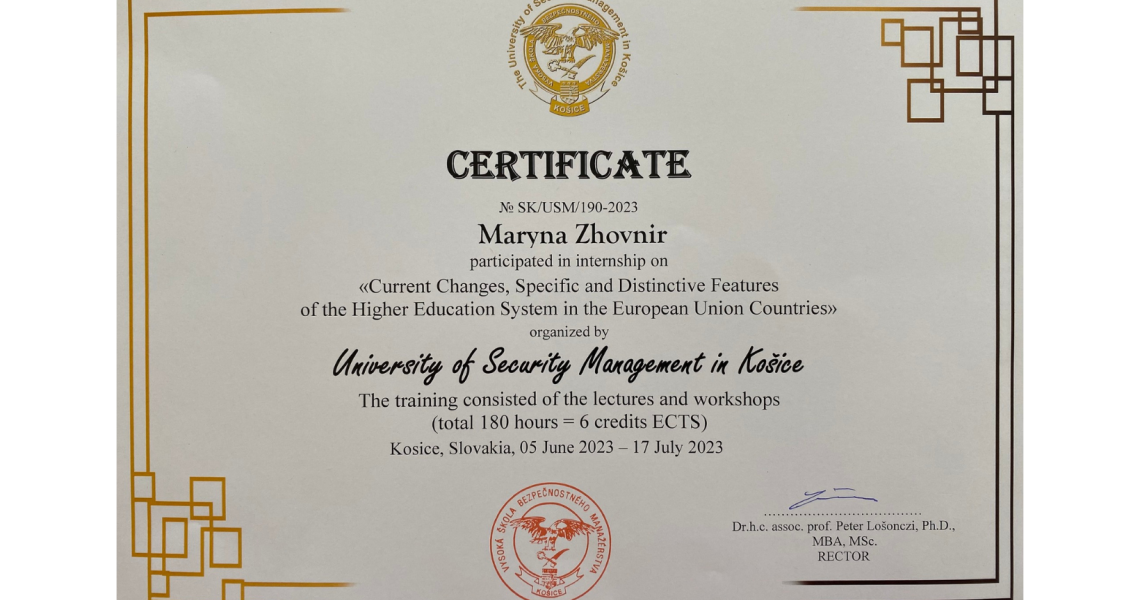 The University of Security Management in Košice
VYSOKÁ ŠKOLA BEZPEČNOSTNÉHO MANAŽÉRSTVA
KOŠICE
CERTIFICATE
№ SK/USM/190-2023
Maryna Zhovnir
participated in internship on
«Current Changes, Specific and Distinctive Features
of the Higher Education System in the European Union Countries»
organized by
University of Security Management in Košice
The training consisted of the lectures and workshops
(total 180 hours = 6 credits ECTS)
Kosice, Slovakia, 05 June 2023 – 17 July 2023
VYSOKÁ ŠKOLA BEZPEČNOSTNÉHO MANAŽÉRSTVA
KOŠICE
Dr.h.c. assoc. prof. Peter Lošonczi, Ph.D.,
MBA, MSc.
RECTOR